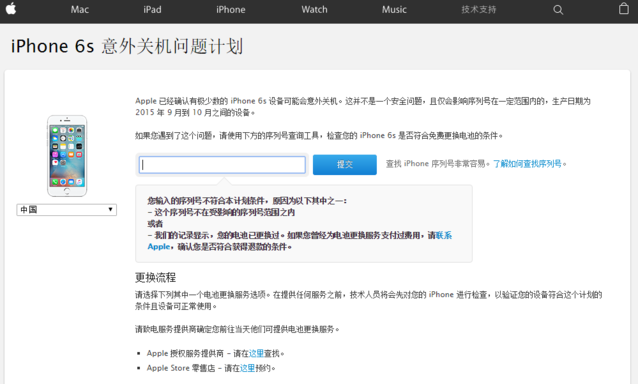 Mac iPad iPhone Watch Music 技术支持
iPhone 6s 意外关机问题计划
Apple 已经确认有极少数的 iPhone 6s 设备可能会意外关机。这并不是一个安全问题，且仅会影响序列号在一定范围内的，生产日期为
2015 年 9 月到 10 月之间的设备。
如果您遇到了这个问题，请使用下方的序列号查询工具，检查您的 iPhone 6s 是否符合免费更换电池的条件。
提交
查找 iPhone 序列号非常容易。了解如何查找序列号。
中国
您输入的序列号不符合本计划条件，原因为以下其中之一：
- 这个序列号不在受影响的序列号范围之内
或者
- 我们的记录显示，您的电池已更换过。如果您曾经为电池更换服务支付过费用，请联系
Apple，确认您是否符合获得退款的条件。
更换流程
请选择下列其中一个电池更换服务选项。在提供任何服务之前，技术人员将会先对您的 iPhone 进行检查，以验证您的设备符合这个计划的
条件且设备可正常使用。
请致电服务提供商确定您前往当天他们可提供电池更换服务。
Apple 授权服务提供商 – 请在这里查找。
Apple Store 零售店 – 请在这里预约。